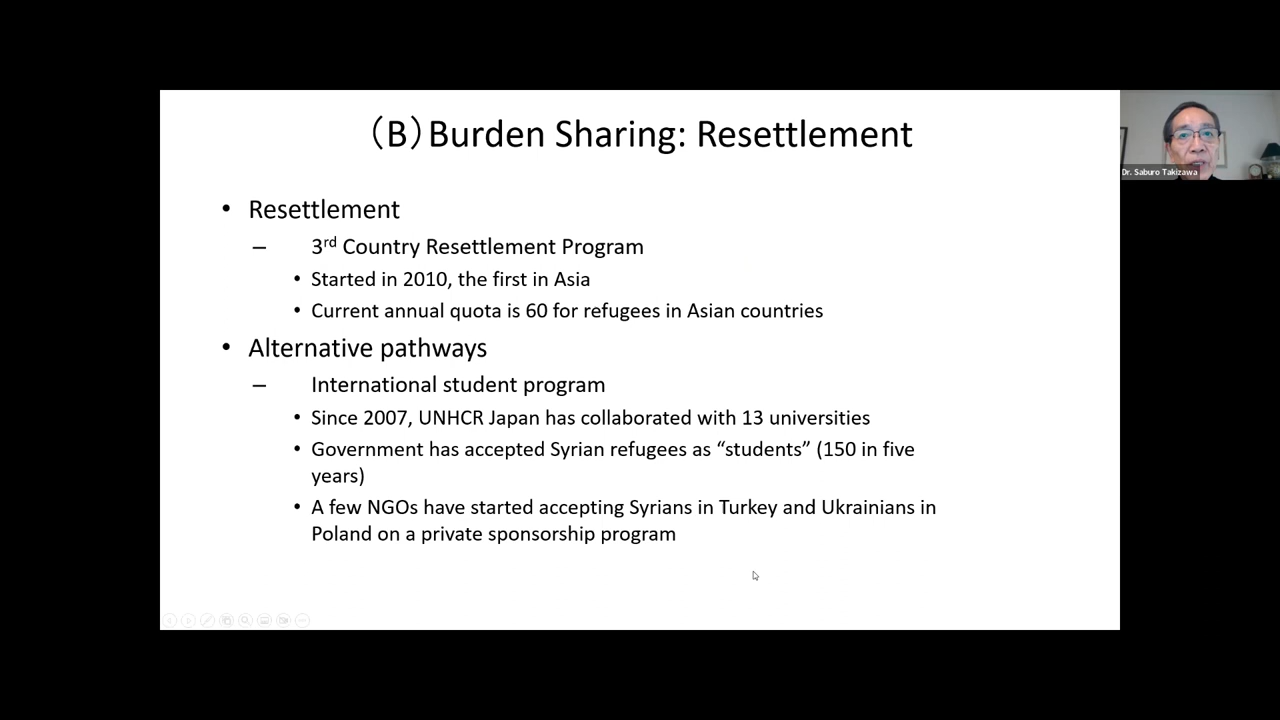 （B）Burden Sharing: Resettlement
Dr. Saburo Takizawa
• Resettlement
– 3rd Country Resettlement Program
• Started in 2010, the first in Asia
• Current annual quota is 60 for refugees in Asian countries
• Alternative pathways
– International student program
• Since 2007, UNHCR Japan has collaborated with 13 universities
• Government has accepted Syrian refugees as “students” (150 in five
years)
• A few NGOs have started accepting Syrians in Turkey and Ukrainians in
Poland on a private sponsorship program